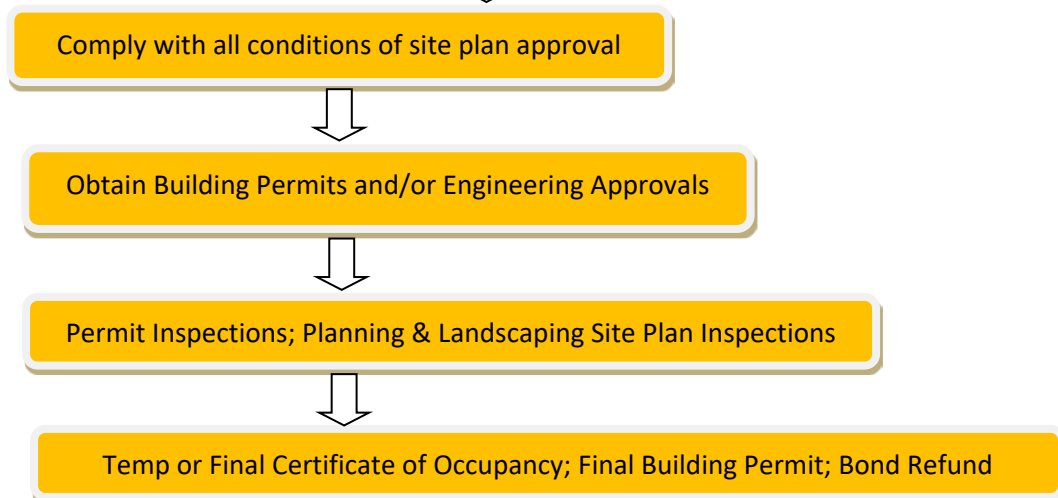 Comply with all conditions of site plan approval
Obtain Building Permits and/or Engineering Approvals
Permit Inspections; Planning & Landscaping Site Plan Inspections
Temp or Final Certificate of Occupancy; Final Building Permit; Bond Refund